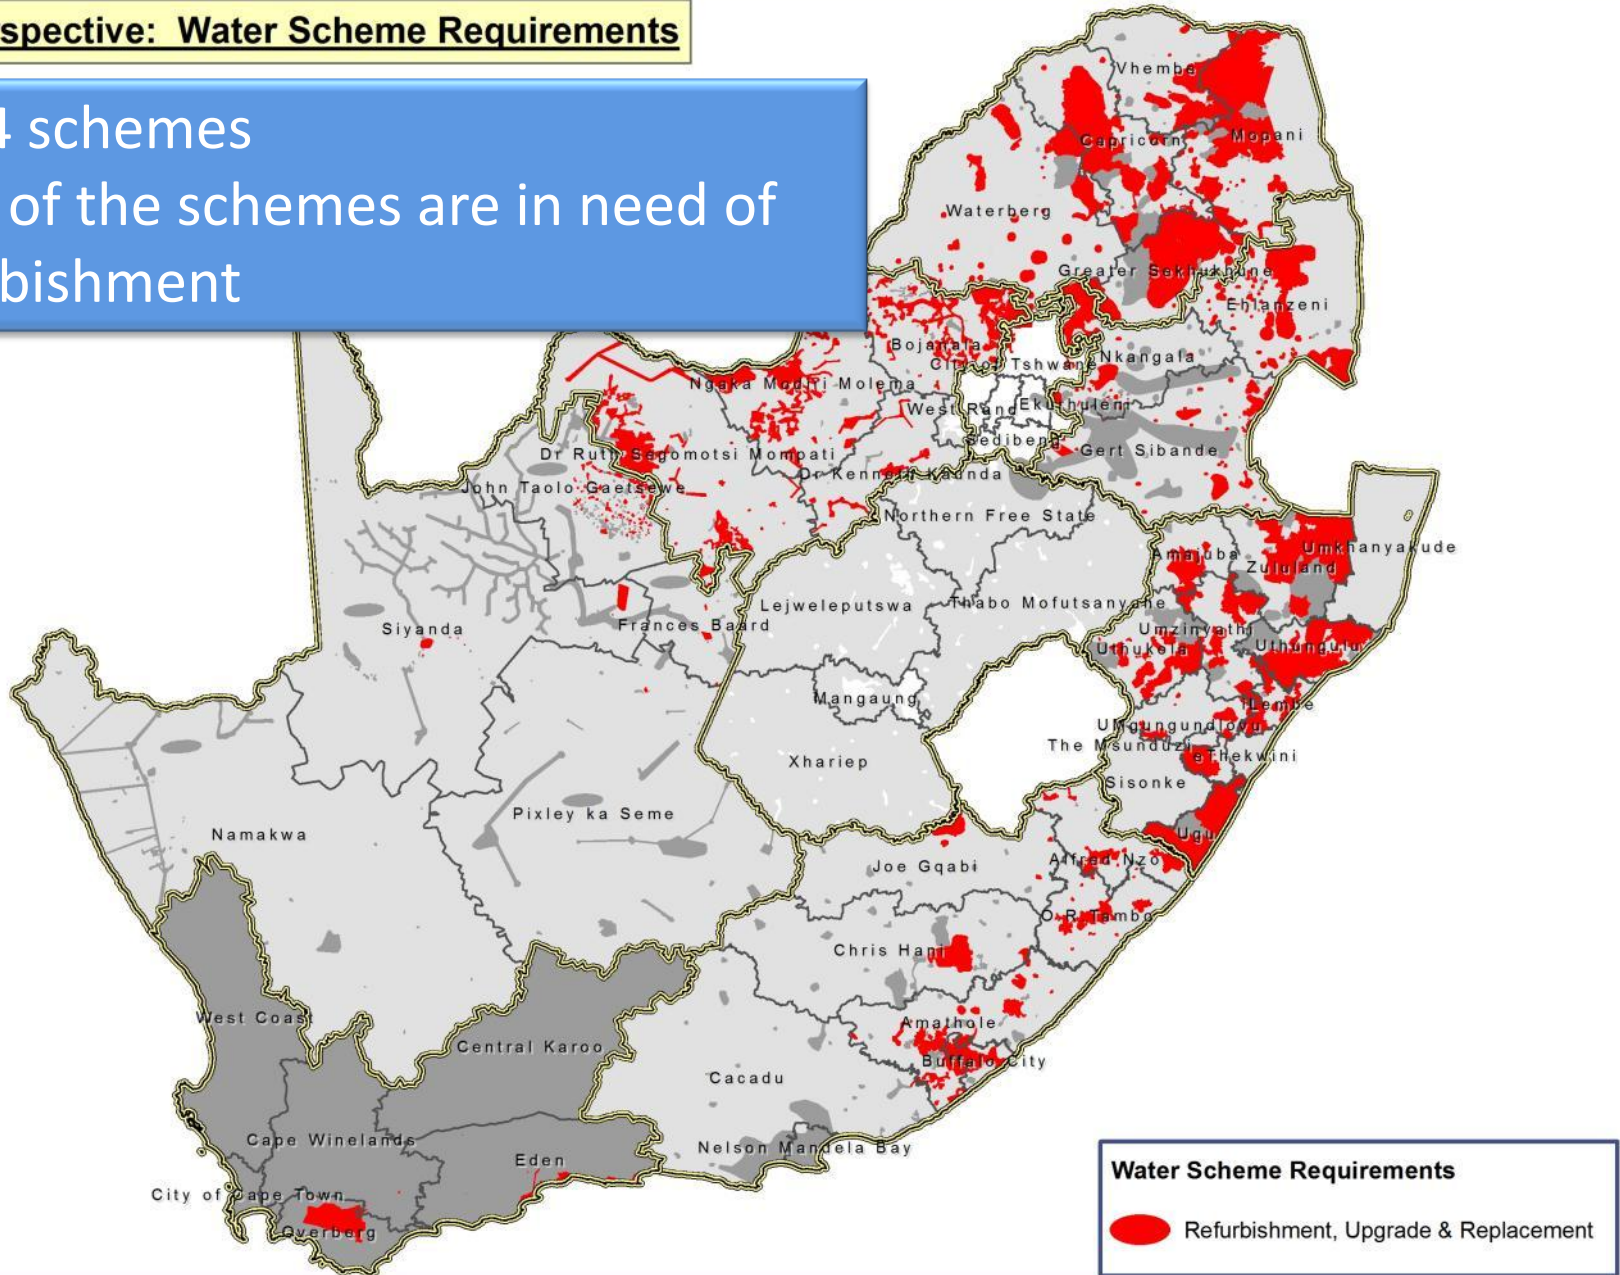 spective: Water Scheme Requirements
4 schemes
of the schemes are in need of
bishment
Vhembe
Capricorn
Mopani
Waterberg
Greater Sekhukhune
Ehlanzeni
Bojanala
City of Tshwane
Nkangala
Ngaka Modiri Molema
West Rand
Ekurhuleni
Sedibeng
Gert Sibande
Dr Ruth Segomotsi Mompati
Dr Kenneth Kaunda
John Taolo Gaetsewe
Northern Free State
Amajuba
Umkhanyakude
Zululand
Lejweleputswa
Thabo Mofutsanyane
Siyanda
Frances Baard
Umzinyathi
Uthukela
Uthungulu
Mangaung
iLembe
UMgungundlovu
The Msunduzi
eThekwini
Xhariep
Sisonke
Pixley ka Seme
Namakwa
Ugu
Joe Gqabi
Alfred Nzo
O.R.Tambo
Chris Hani
West Coast
Central Karoo
Amathole
Buffalo City
Cacadu
Cape Winelands
Eden
Nelson Mandela Bay
City of Cape Town
Overberg
Water Scheme Requirements
Refurbishment, Upgrade & Replacement